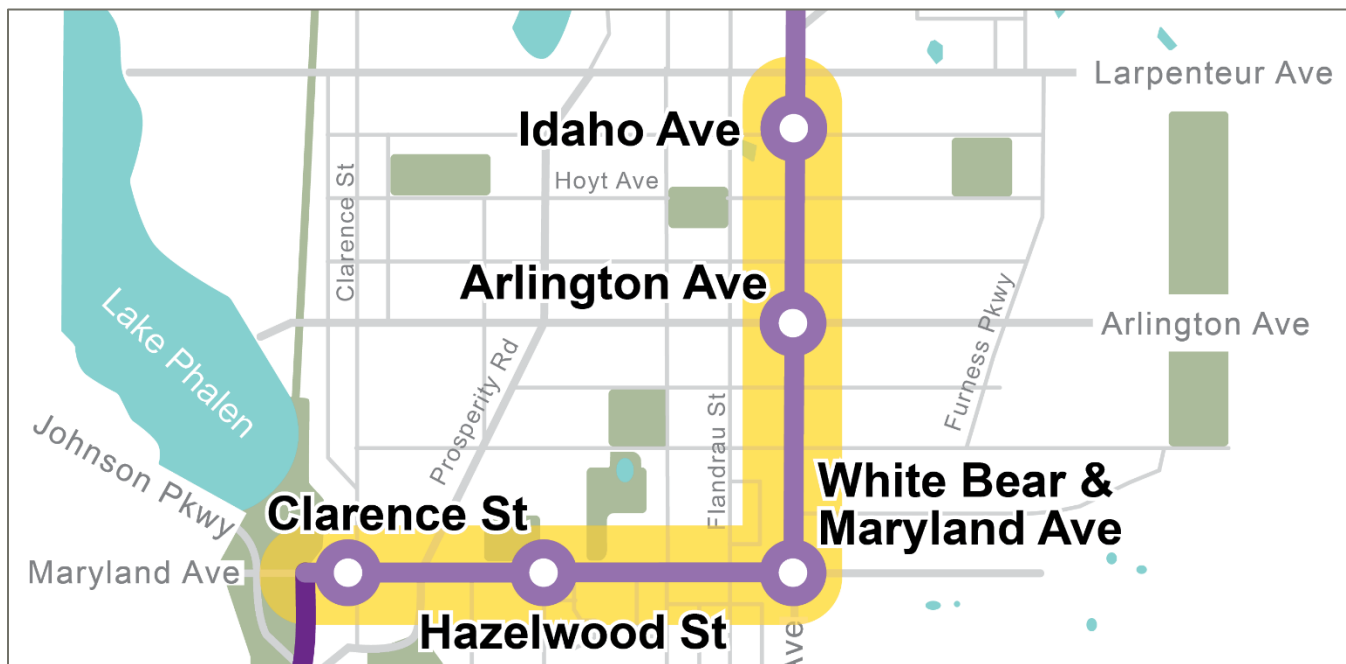 Larpenteur Ave
Idaho Ave
Hoyt Ave
Clarence St
Arlington Ave
Furness Pkwy
Arlington Ave
Lake Phalen
Prosperity Rd
Johnson Pkwy
Flandrau St
White Bear &
Maryland Ave
Clarence St
Maryland Ave
Hazelwood St
Ave